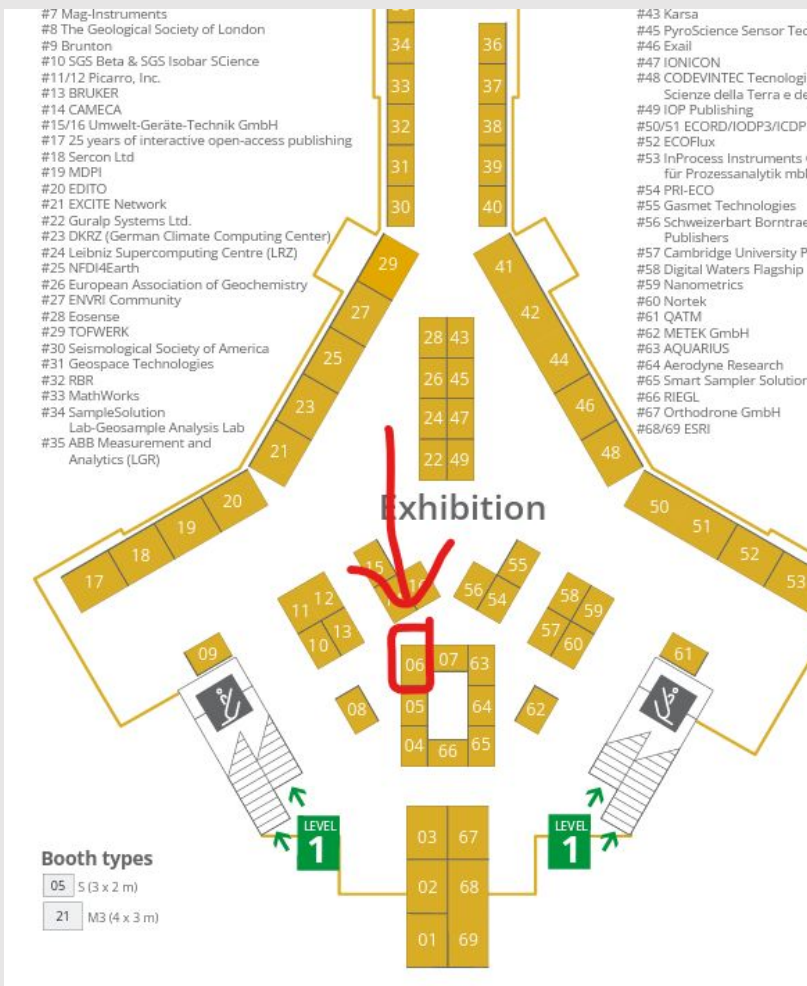 #7 Mag-Instruments
#8 The Geological Society of London
#9 Brunton
#10 SGS Beta & SGS Isobar SCience
#11/12 Picarro, Inc.
#13 BRUKER
#14 CAMECA
#15/16 Umwelt-Geräte-Technik GmbH
#17 25 years of interactive open-access publishing
#18 Sercon Ltd
#19 MDPI
#20 EDITO
#21 EXCITE Network
#22 Guralp Systems Ltd.
#23 DKRZ (German Climate Computing Center)
#24 Leibniz Supercomputing Centre (LRZ)
#25 NFDI4Earth
#26 European Association of Geochemistry
#27 ENVRI Community
#28 Eosense
#29 TOFWERK
#30 Seismological Society of America
#31 Geospace Technologies
#32 RBR
#33 MathWorks
#34 SampleSolution
Lab-Geosample Analysis Lab
#35 ABB Measurement and
Analytics (LGR)
#43 Karsa
#45 PyroScience Sensor Tec
#46 Exail
#47 IONICON
#48 CODEVINTEC Tecnologi
Scienze della Terra e de
#49 IOP Publishing
#50/51 ECORD/IODP3/ICDP
#52 ECOFlux
#53 InProcess Instruments
für Prozessanalytik mb
#54 PRI-ECO
#55 Gasmet Technologies
#56 Schweizerbart Borntrae
Publishers
#57 Cambridge University P
#58 Digital Waters Flagship
#59 Nanometrics
#60 Nortek
#61 QATM
#62 METEK GmbH
#63 AQUARIUS
#64 Aerodyne Research
#65 Smart Sampler Solution
#66 RIEGL
#67 Orthodrone GmbH
#68/69 ESRI
34 36
33 37
32 38
31 39
30 40
29 41
27 42
28 43
25 44
26 45
23 46
24 47
21 48
22 49
20 50
19 51
18 52
17 53
Exhibition
15 55
56 54
11 12 58 59
10 13 57 60
09 06 07 63 61
08 05 64 62
04 66 65
LEVEL
1
LEVEL
1
03 67
02 68
01 69
Booth types
05 S (3 x 2 m)
21 M3 (4 x 3 m)